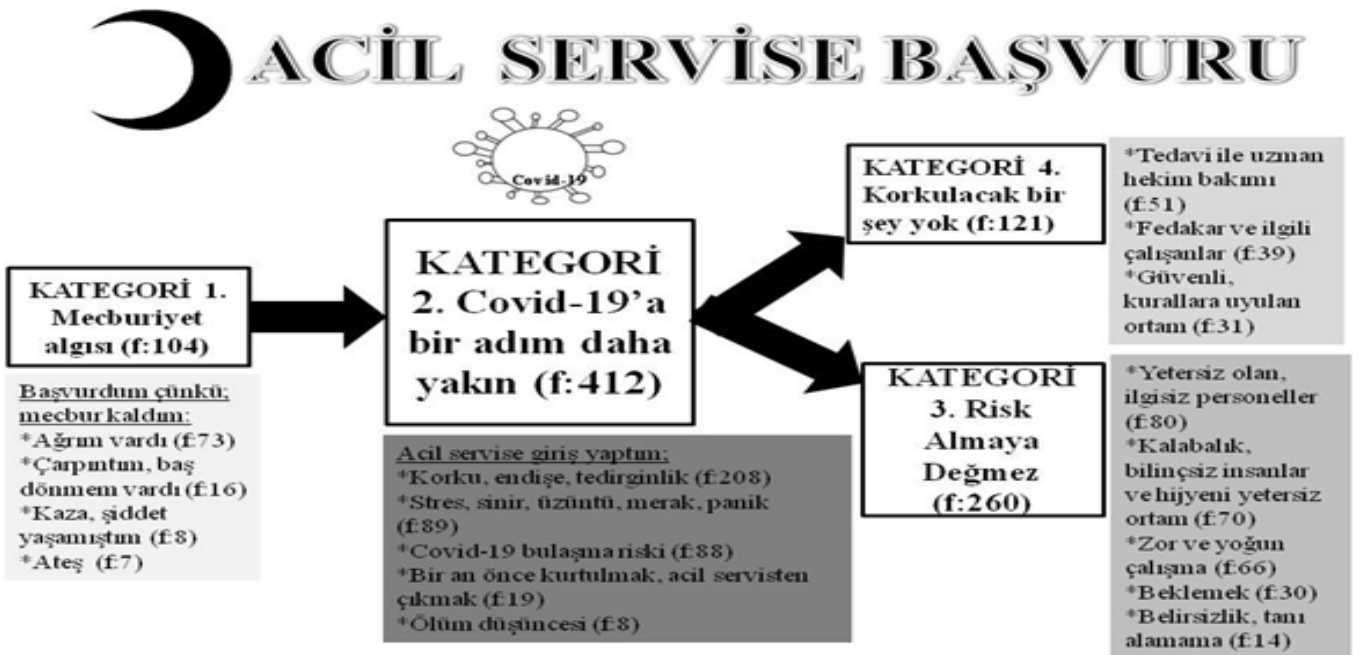 ACİL SERVİSE BAŞVURU
Covid-19
KATEGORİ 1.
Mecburiyet
algısı (f:104)
Başvurdum çünkü;
mecbur kaldım:
*Ağrım vardı (f:73)
*Çarpıntım, baş
dönmem vardı (f:16)
*Kaza, şiddet
yaşamıştım (f:8)
*Ateş (f:7)
KATEGORİ
2. Covid-19’a
bir adım daha
yakın (f:412)
Acil servise giriş yaptım;
*Korku, endişe, tedirginlik (f:208)
*Stres, sinir, üzüntü, merak, panik
(f:89)
*Covid-19 bulaşma riski (f:88)
*Bir an önce kurtulmak, acil servisten
çıkmak (f:19)
*Ölüm düşüncesi (f:8)
KATEGORİ 4.
Korkulacak bir
şey yok (f:121)
*Tedavi ile uzman
hekim bakımı
(f:51)
*Fedakar ve ilgili
çalışanlar (f:39)
*Güvenli,
kurallara uyulan
ortam (f:31)
KATEGORİ
3. Risk
Almaya
Değmez
(f:260)
*Yetersiz olan,
ilgisiz personeller
(f:80)
*Kalabalık,
bilinçsiz insanlar
ve hijyeni yetersiz
ortam (f:70)
*Zor ve yoğun
çalışma (f:66)
*Beklemek (f:30)
*Belirsizlik, tanı
alamama (f:14)